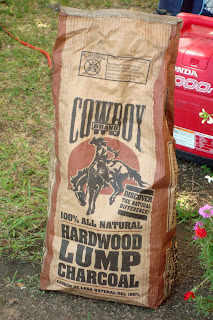 COWBOY
BRAND
DISCOVER
THE NATURAL
DIFFERENCE!
100% ALL NATURAL
HARDWOOD
LUMP
CHARCOAL
HONDA